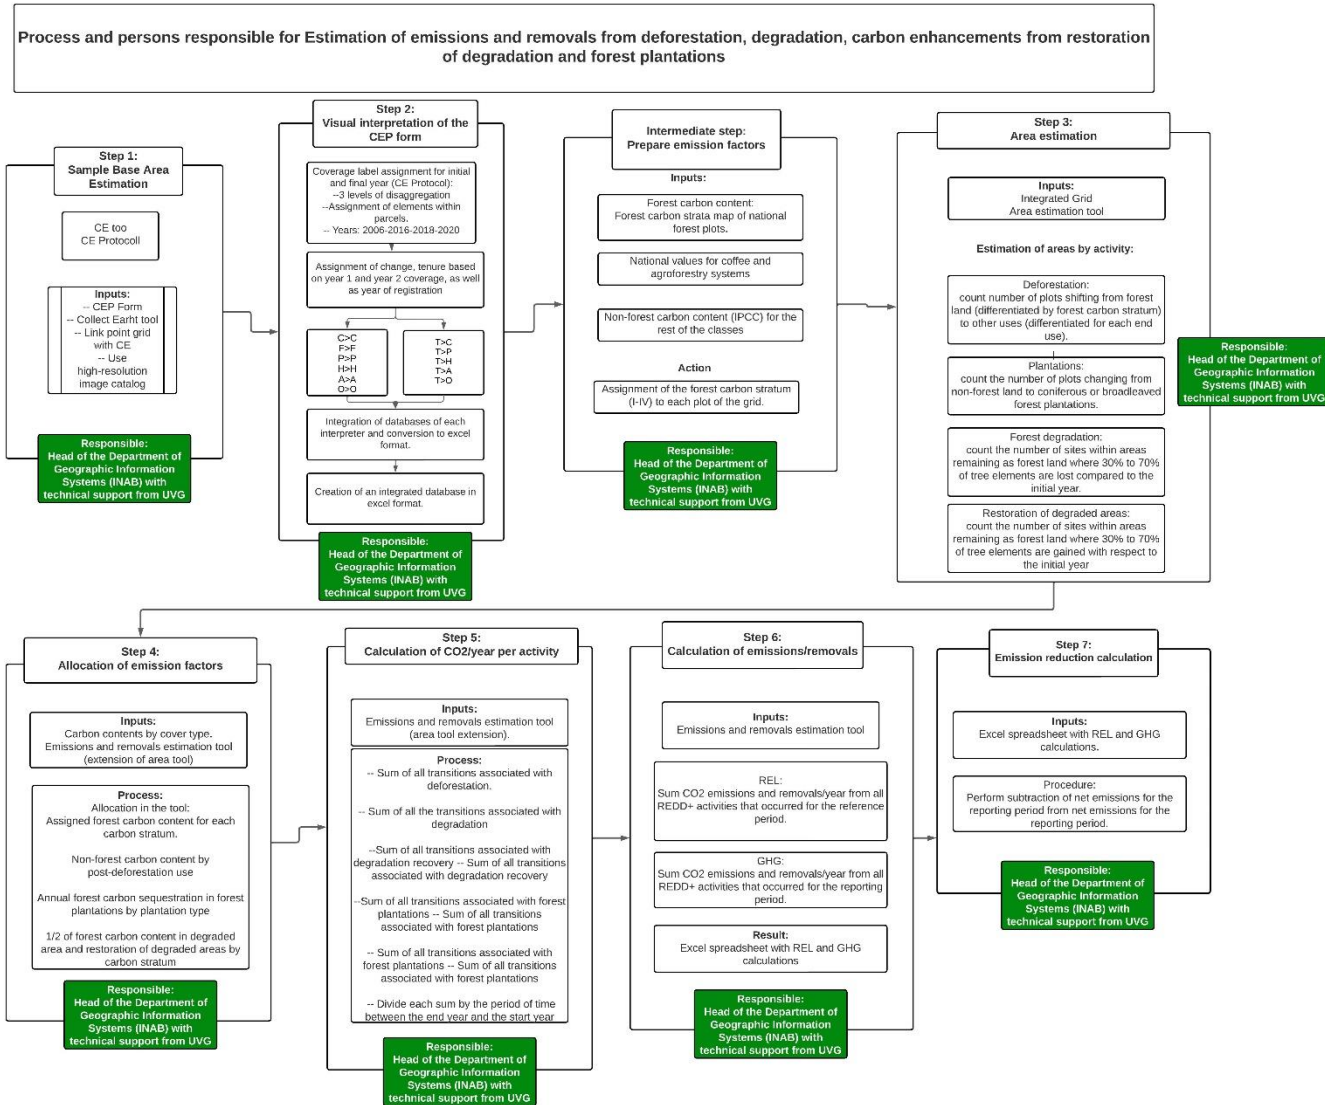 Process and persons responsible for Estimation of emissions and removals from deforestation, degradation, carbon enhancements from restoration
of degradation and forest plantations
Step 1:
Sample Base Area
Estimation
CE too
CE Protocoll
Inputs:
-- CEP Form
-- Collect Earht tool
-- Link point grid
with CE
-- Use
high-resolution
image catalog
Responsible:
Head of the Department of
Geographic Information
Systems (INAB) with
technical support from UVG
Step 2:
Visual interpretation of the
CEP form
Coverage label assignment for initial
and final year (CE Protocol):
--3 levels of disaggregation
--Assignment of elements within
parcels.
-- Years: 2006-2016-2018-2020
Assignment of change, tenure based
on year 1 and year 2 coverage, as well
as year of registration
C>C
F>F
P>P
H>H
A>A
O>O
T>C
T>P
T>H
T>A
T>O
Integration of databases of each
interpreter and conversion to excel
format.
Creation of an integrated database in
excel format.
Responsible:
Head of the Department of
Geographic Information
Systems (INAB) with
technical support from UVG
Intermediate step:
Prepare emission factors
Inputs:
Forest carbon content:
Forest carbon strata map of national
forest plots.
National values for coffee and
agroforestry systems
Non-forest carbon content (IPCC) for the
rest of the classes
Action
Assignment of the forest carbon stratum
(I-IV) to each plot of the grid.
Responsible:
Head of the Department of
Geographic Information
Systems (INAB) with
technical support from UVG
Step 3:
Area estimation
Inputs:
Integrated Grid
Area estimation tool
Estimation of areas by activity:
Deforestation:
count number of plots shifting from forest
land (differentiated by forest carbon stratum)
to other uses (differentiated for each end
use).
Plantations:
count the number of plots changing from
non-forest land to coniferous or broadleaved
forest plantations.
Forest degradation:
count the number of sites within areas
remaining as forest land where 30% to 70%
of tree elements are lost compared to the
initial year.
Restoration of degraded areas:
count the number of sites within areas
remaining as forest land where 30% to 70%
of tree elements are gained with respect to
the initial year
Responsible:
Head of the Department of
Geographic Information
Systems (INAB) with
technical support from UVG
Step 4:
Allocation of emission factors
Inputs:
Carbon contents by cover type.
Emissions and removals estimation tool
(extension of area tool)
Process:
Allocation in the tool:
Assigned forest carbon content for each
carbon stratum.
Non-forest carbon content by
post-deforestation use
Annual forest carbon sequestration in forest
plantations by plantation type
1/2 of forest carbon content in degraded
area and restoration of degraded areas by
carbon stratum
Responsible:
Head of the Department of
Geographic Information
Systems (INAB) with
technical support from UVG
Step 5:
Calculation of CO2/year per activity
Inputs:
Emissions and removals estimation tool
(area tool extension).
Process:
-- Sum of all transitions associated with
deforestation.
-- Sum of all the transitions associated with
degradation
--Sum of all transitions associated with
degradation recovery -- Sum of all transitions
associated with degradation recovery
--Sum of all transitions associated with forest
plantations -- Sum of all transitions
associated with forest plantations
-- Sum of all transitions associated with
forest plantations -- Sum of all transitions
associated with forest plantations
-- Divide each sum by the period of time
between the end year and the start year
Responsible:
Head of the Department of
Geographic Information
Systems (INAB) with
technical support from UVG
Step 6:
Calculation of emissions/removals
Inputs:
Emissions and removals estimation tool
REL:
Sum CO2 emissions and removals/year from all
REDD+ activities that occurred for the reference
period.
GHG:
Sum CO2 emissions and removals/year from all
REDD+ activities that occurred for the reporting
period.
Result:
Excel spreadsheet with REL and GHG
calculations
Responsible:
Head of the Department of
Geographic Information
Systems (INAB) with
technical support from UVG
Step 7:
Emission reduction calculation
Inputs:
Excel spreadsheet with REL and GHG
calculations.
Procedure:
Perform subtraction of net emissions for the
reporting period from net emissions for the
reporting period.
Responsible:
Head of the Department of
Geographic Information
Systems (INAB) with
technical support from UVG